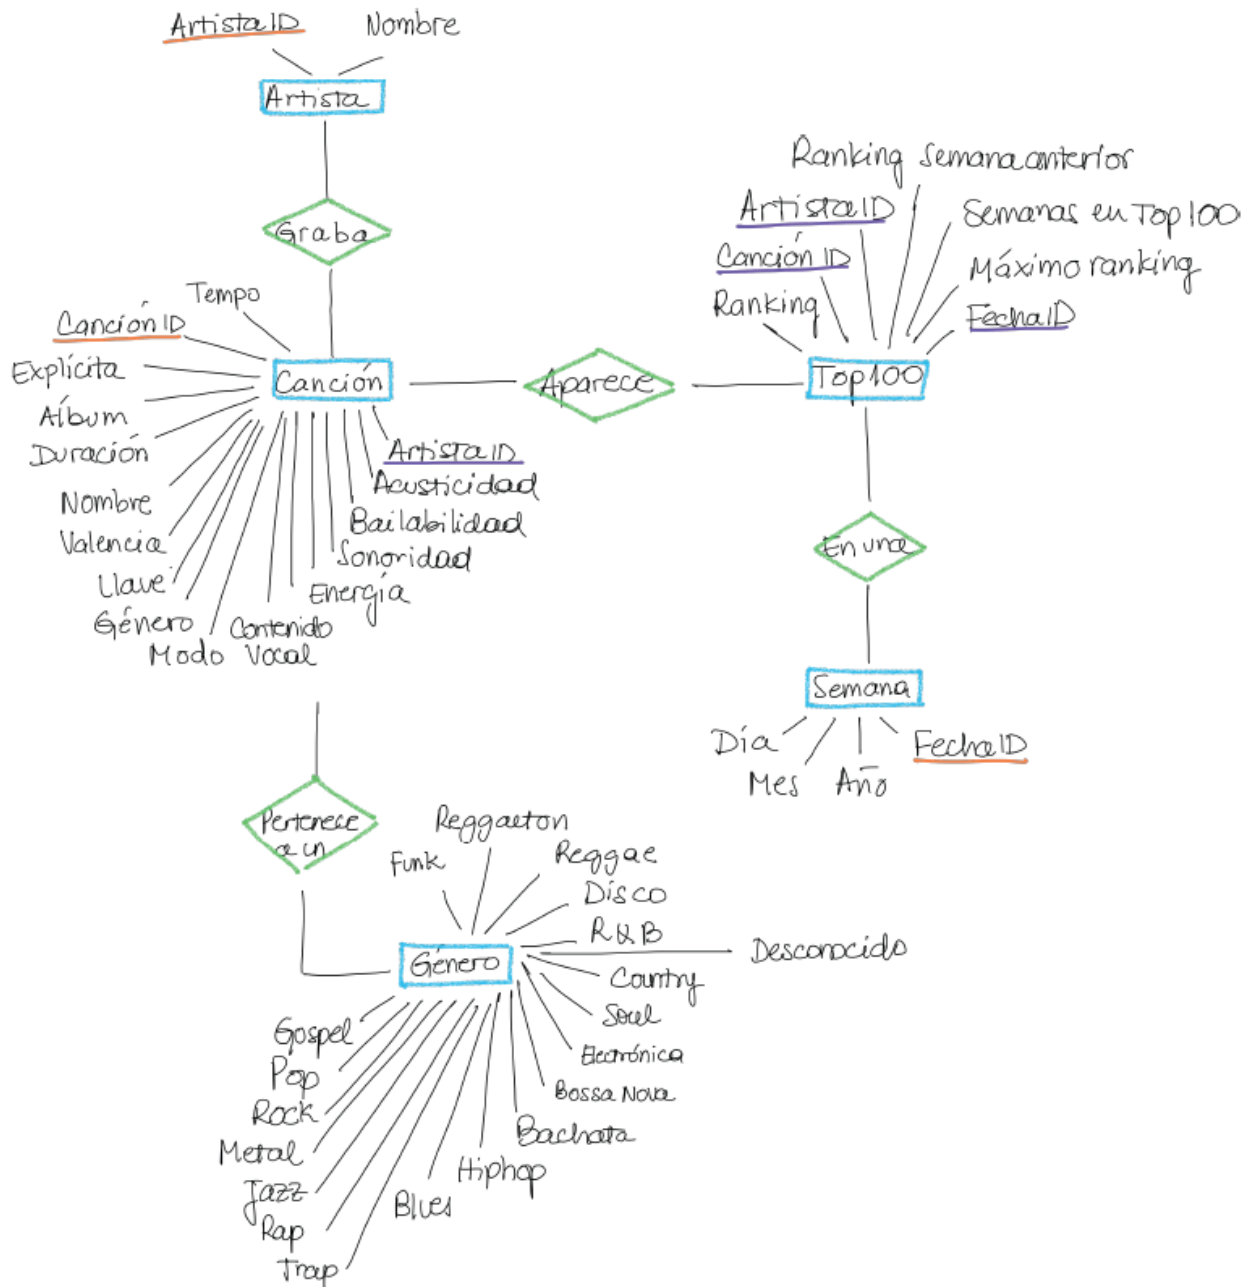 ArtistaID
Nombre
Artista
Graba
Tempo
Canción ID
Explícita
Álbum
Duración
Nombre
Valencia
Llave
Género
Modo
Contenido
Vocal
Energía
Sonoridad
Bailabilidad
Acusticidad
ArtistaID
Canción
Aparece
Ranking semana anterior
ArtistaID
Semanas en Top 100
Canción ID
Máximo ranking
Ranking
FechaID
Top100
En una
Semana
Día
Mes
Año
FechaID
Pertenece
a un
Reggaeton
Funk
Reggae
Disco
R&B
Desconocido
Género
Country
Soul
Electrónica
Bossa Nova
Bachata
Hiphop
Blues
Gospel
Pop
Rock
Metal
Jazz
Rap
Trap